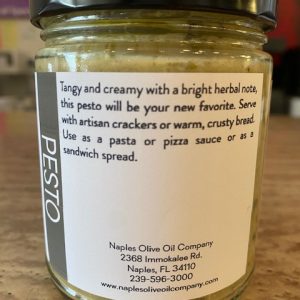 Tangy and creamy with a bright herbal note,
this pesto will be your new favorite. Serve
with artisan crackers or warm, crusty bread.
Use as a pasta or pizza sauce or as a
sandwich spread.
PESTO
Naples Olive Oil Company
2368 Immokalee Rd.
Naples, FL 34110
239-596-3000
www.naplesoliveoilcompany.com